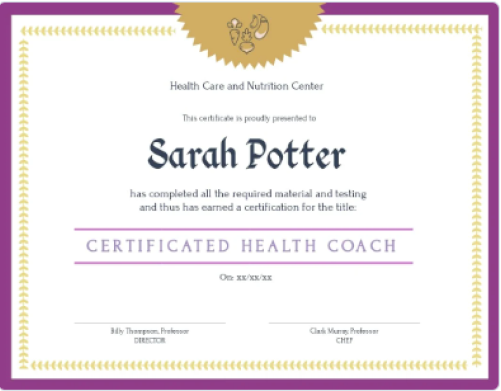 Health Care and Nutrition Center
This certificate is proudly presented to
Sarah Potter
has completed all the required material and testing
and thus has earned a certification for the title:
CERTIFICATED HEALTH COACH
On: xx/xx/xx
Billy Thompson, Professor
DIRECTOR
Clark Murray, Professor
CHEF